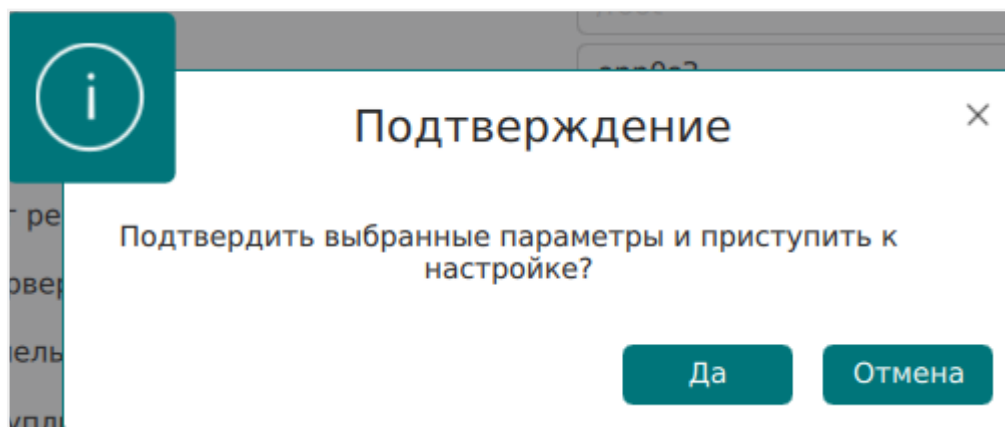 Подтверждение
Подтвердить выбранные параметры и приступить к
настройке?
Да
Отмена